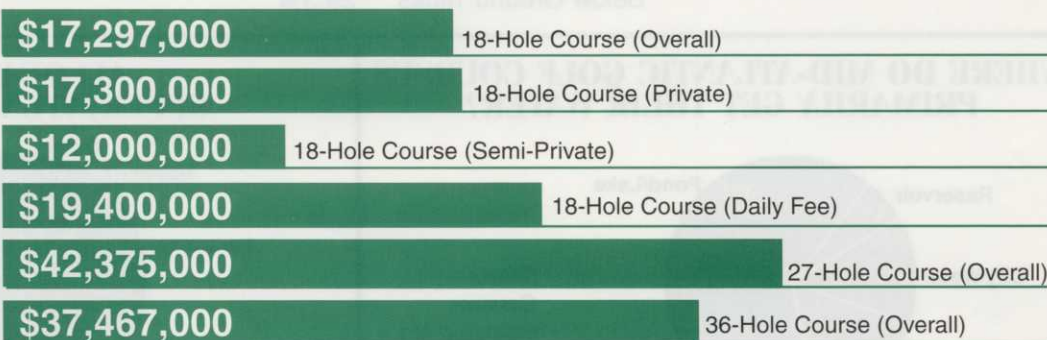 $17,297,000 18-Hole Course (Overall)
$17,300,000 18-Hole Course (Private)
$12,000,000 18-Hole Course (Semi-Private)
$19,400,000 18-Hole Course (Daily Fee)
$42,375,000 27-Hole Course (Overall)
$37,467,000 36-Hole Course (Overall)